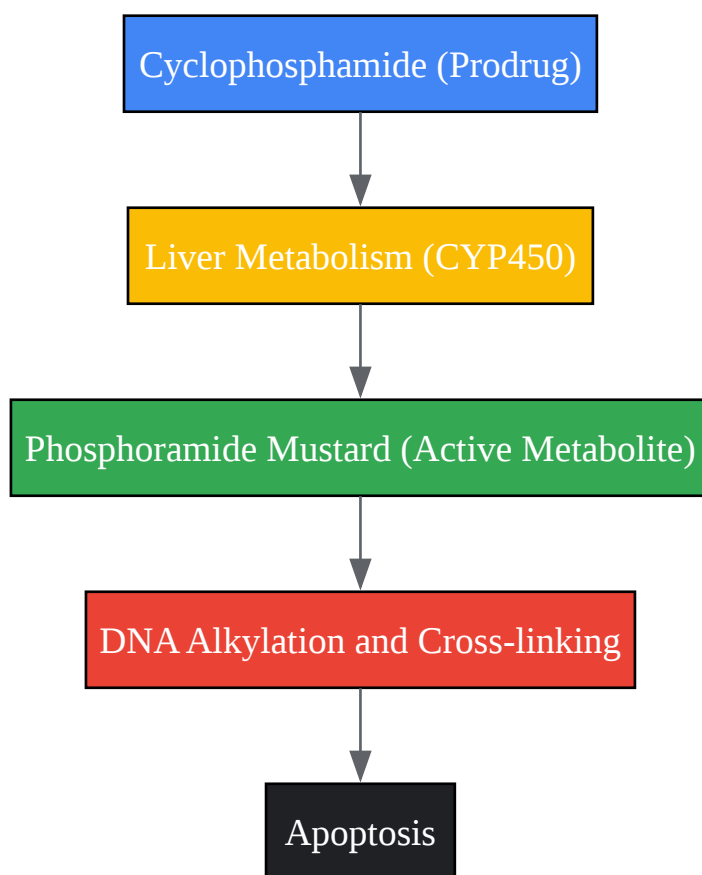 Cyclophosphamide (Prodrug)
Liver Metabolism (CYP450)
Phosphoramide Mustard (Active Metabolite)
DNA Alkylation and Cross-linking
Apoptosis